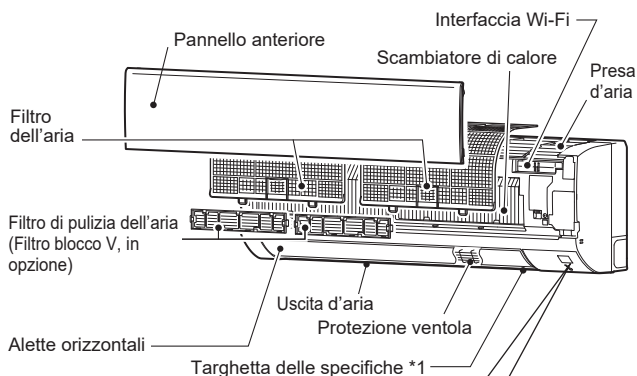 Interfaccia Wi-Fi
Pannello anteriore
Scambiatore di calore
Presa
d’aria
Filtro
dell’aria
Filtro di pulizia dell’aria
(Filtro blocco V, in
opzione)
Uscita d’aria
Protezione ventola
Alette orizzontali
Targhetta delle specifiche *1